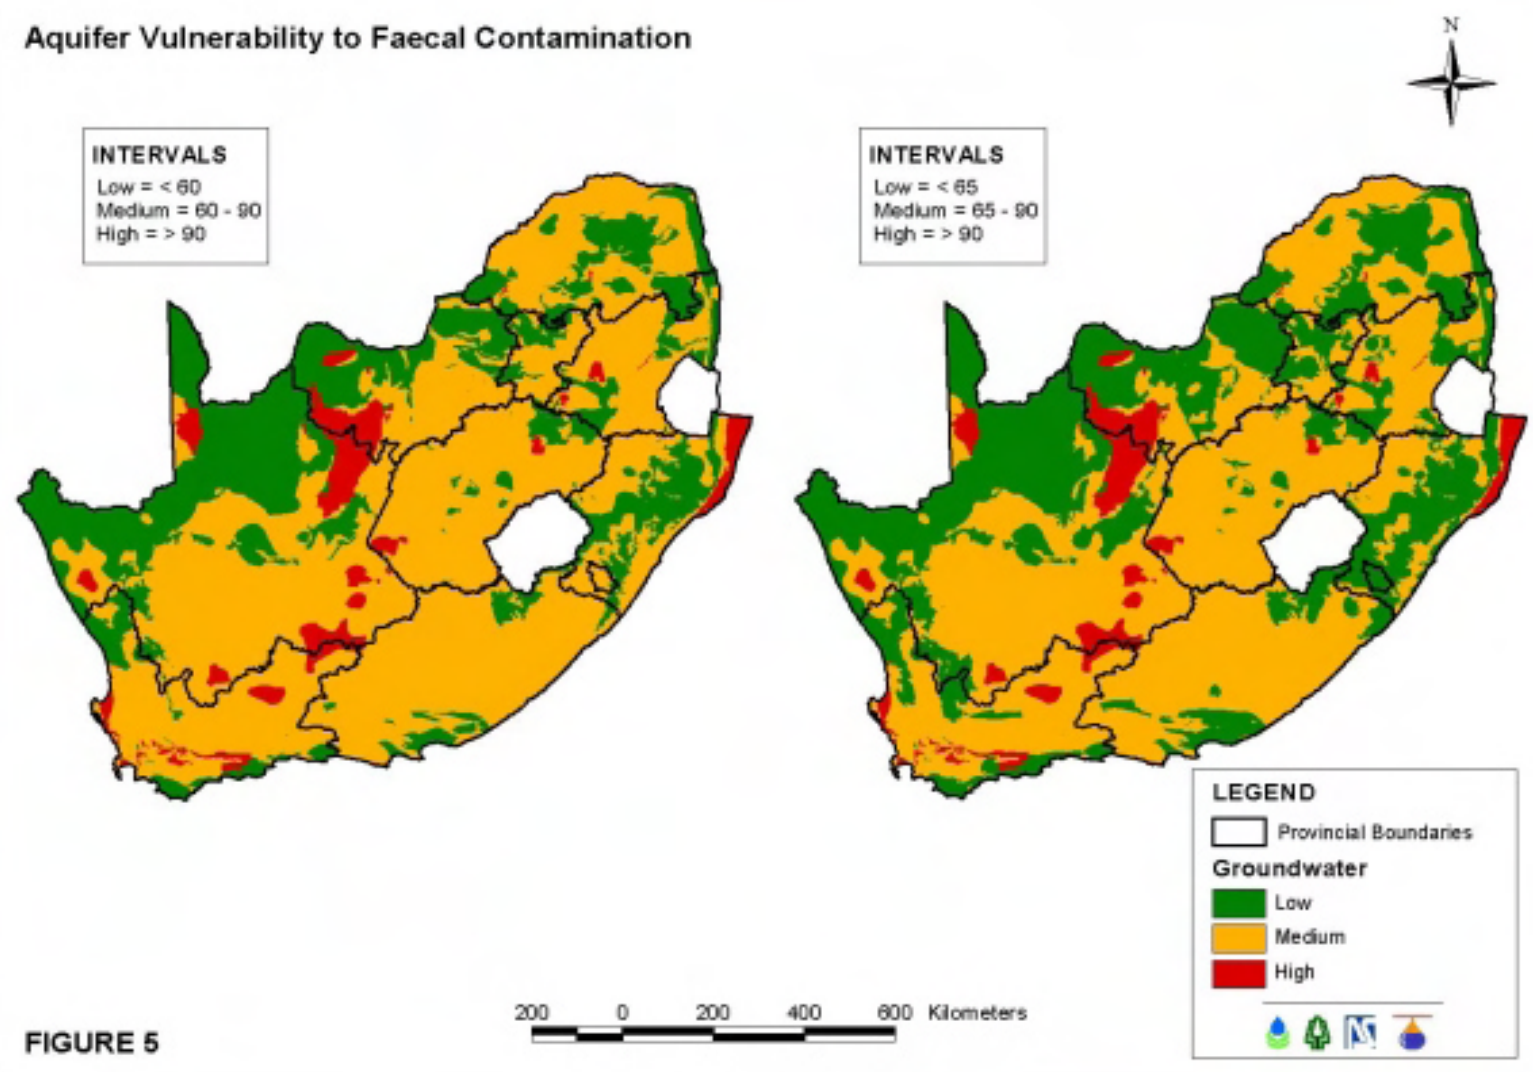 Aquifer Vulnerability to Faecal Contamination
N
INTERVALS
Low = < 60
Medium = 60 - 90
High = > 90
INTERVALS
Low = < 65
Medium = 65 - 90
High = > 90
LEGEND
Provincial Boundaries
Groundwater
Low
Medium
High
200 0 200 400 600 Kilometers
FIGURE 5